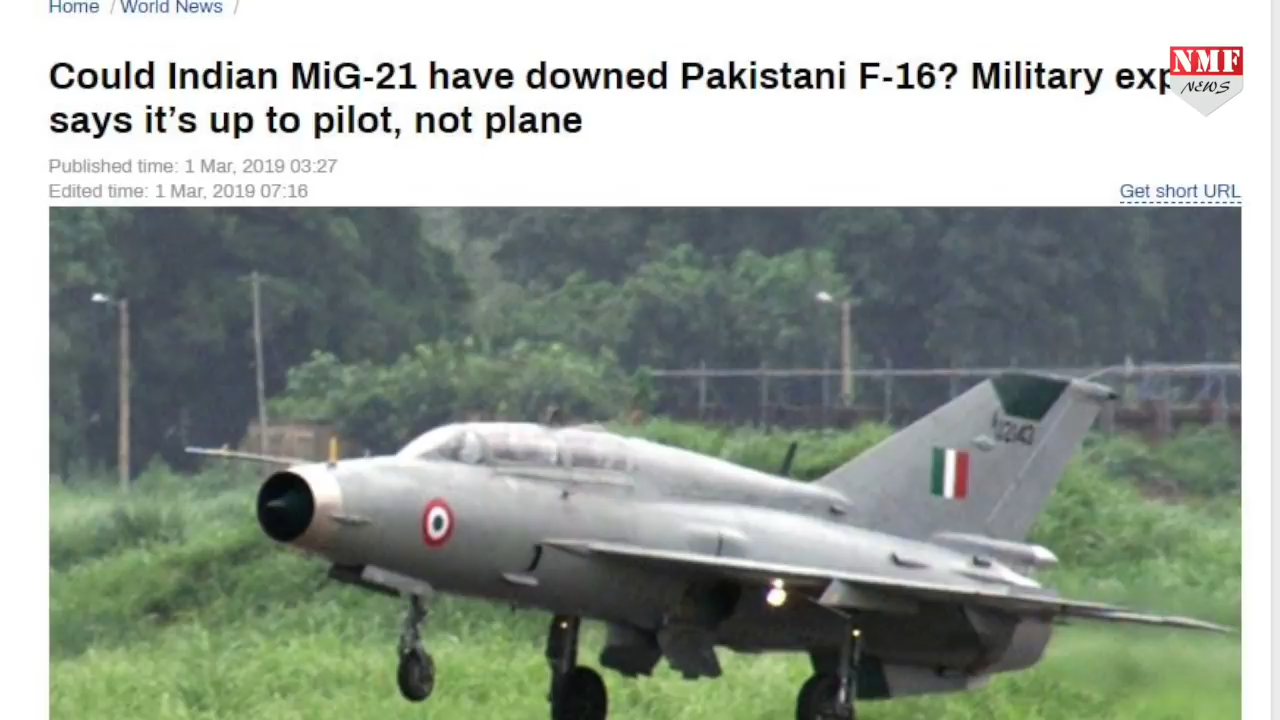 Home / World News /
Could Indian MiG-21 have downed Pakistani F-16? Military exp
says it’s up to pilot, not plane
Published time: 1 Mar, 2019 03:27
Edited time: 1 Mar, 2019 07:16
Get short URL
NMF
NEWS